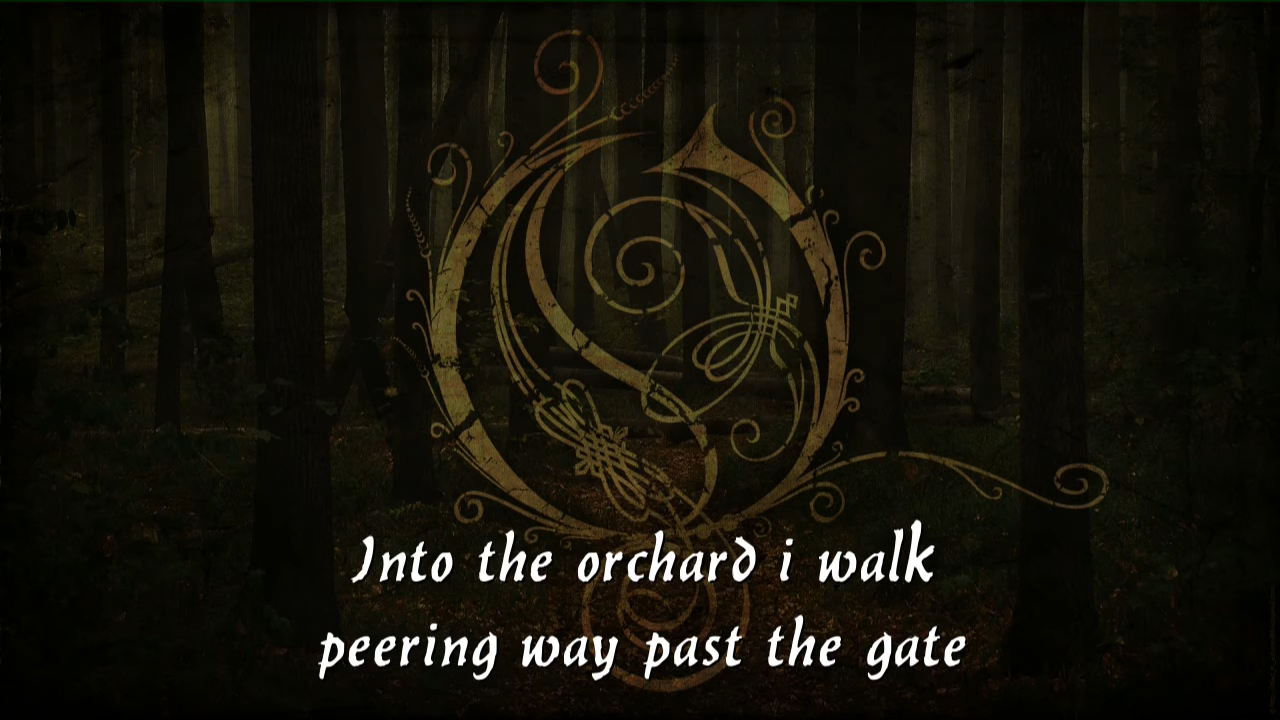 Into the orchard i walk
peering way past the gate